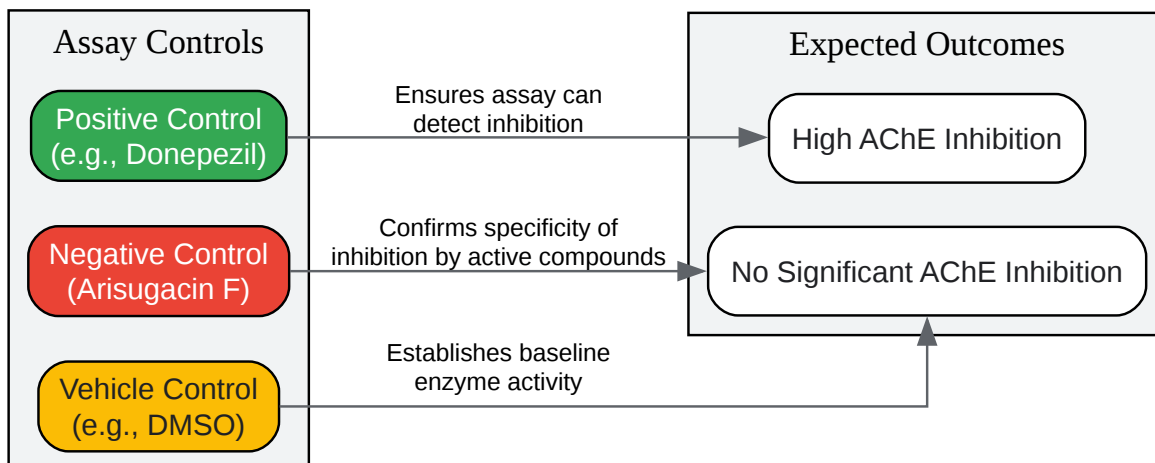 Assay Controls
Expected Outcomes
Positive Control
(e.g., Donepezil)
Ensures assay can
detect inhibition
High AChE Inhibition
Negative Control
(Arisugacin F)
Confirms specificity of
inhibition by active compounds
No Significant AChE Inhibition
Vehicle Control
(e.g., DMSO)
Establishes baseline
enzyme activity